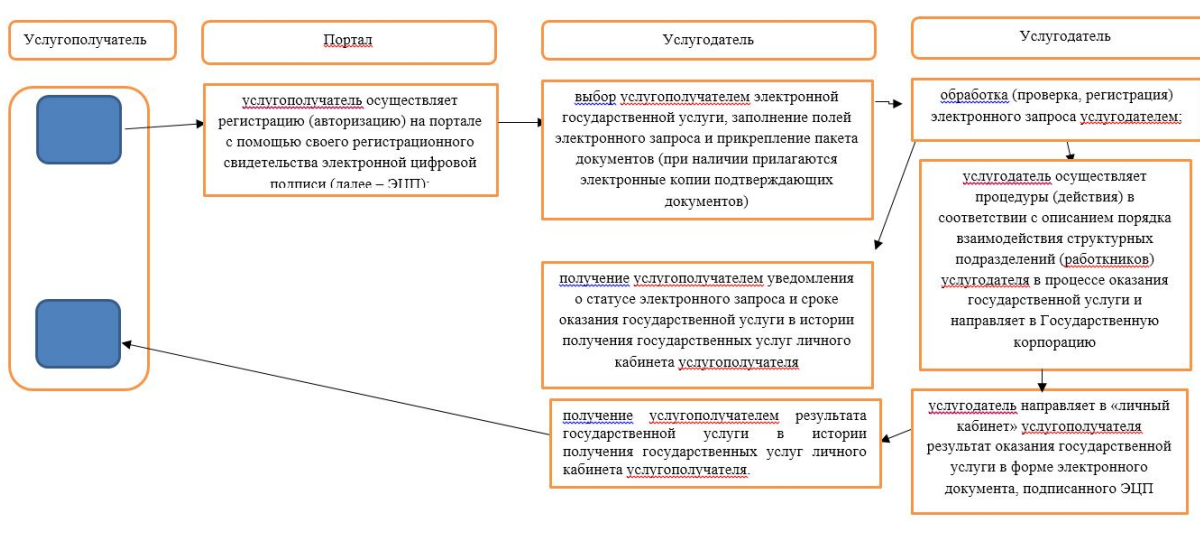 Услугополучатель
Портал
Услугодатель
Услугодатель
услугополучатель осуществляет
регистрацию (авторизацию) на портале
с помощью своего регистрационного
свидетельства электронной цифровой
подписи (далее – ЭЦП);
выбор услугополучателем электронной
государственной услуги, заполнение полей
электронного запроса и прикрепление пакета
документов (при наличии прилагаются
электронные копии подтверждающих
документов)
обработка (проверка, регистрация)
электронного запроса услугодателем;
услугодатель осуществляет
процедуры (действия) в
соответствии с описанием порядка
взаимодействия структурных
подразделений (работкников)
услугодателя в процессе оказания
государственной услуги и
направляет в Государственную
корпорацию
получение услугополучателем уведомления
о статусе электронного запроса и сроке
оказания государственной услуги в истории
получения государственных услуг личного
кабинета услугополучателя
получение услугополучателем результата
государственной услуги в истории
получения государственных услуг личного
кабинета услугополучателя.
услугодатель направляет в «личный
кабинет» услугополучателя
результат оказания государственной
услуги в форме электронного
документа, подписанного ЭЦП